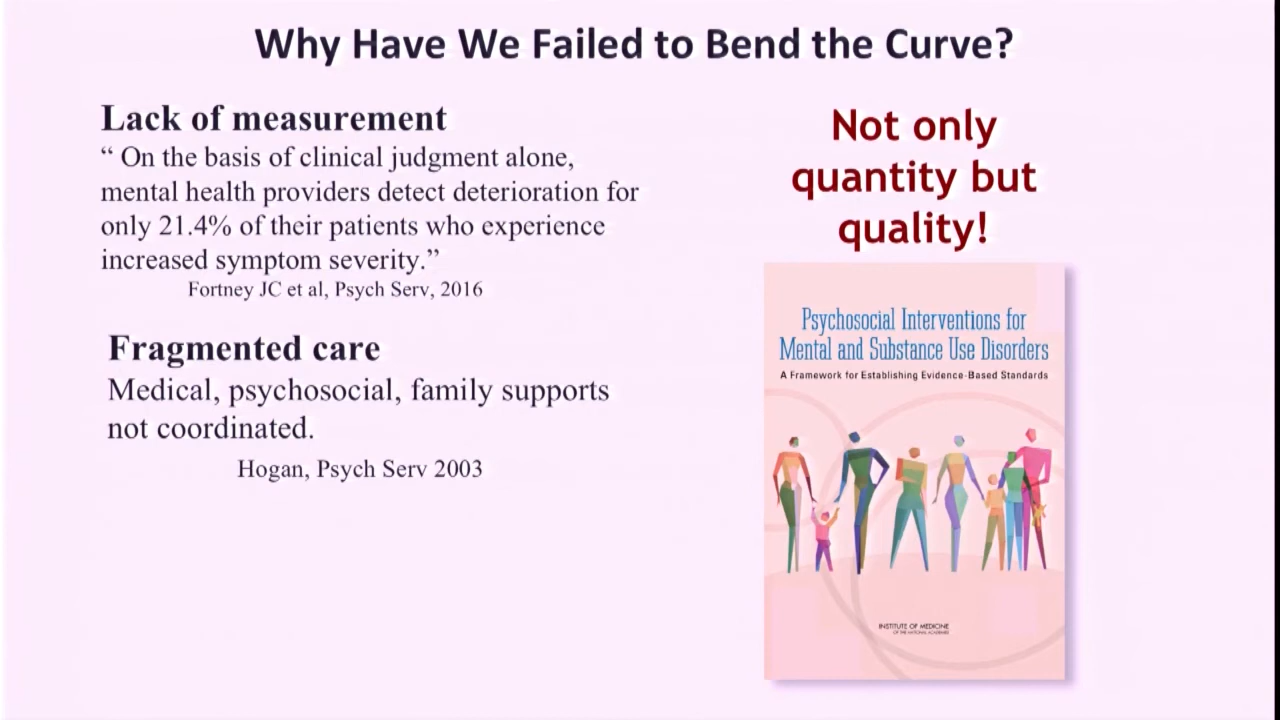 Why Have We Failed to Bend the Curve?
Lack of measurement
“ On the basis of clinical judgment alone,
mental health providers detect deterioration for
only 21.4% of their patients who experience
increased symptom severity.”
Fortney JC et al, Psych Serv, 2016
Fragmented care
Medical, psychosocial, family supports
not coordinated.
Hogan, Psych Serv 2003
Not only
quantity but
quality!
Psychosocial Interventions for
Mental and Substance Use Disorders
A Framework for Establishing Evidence-Based Standards
INSTITUTE OF MEDICINE
OF THE NATIONAL ACADEMIES